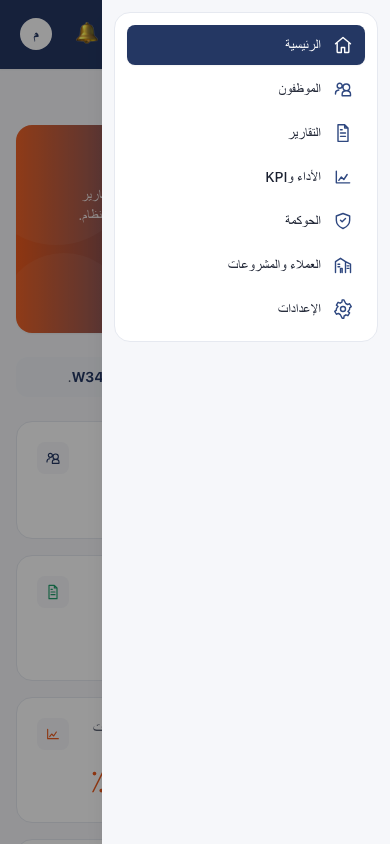 م
الرئيسية
الموظفون
التقارير
الأداء وKPI
الحوكمة
العملاء والمشروعات
الإعدادات
W34.